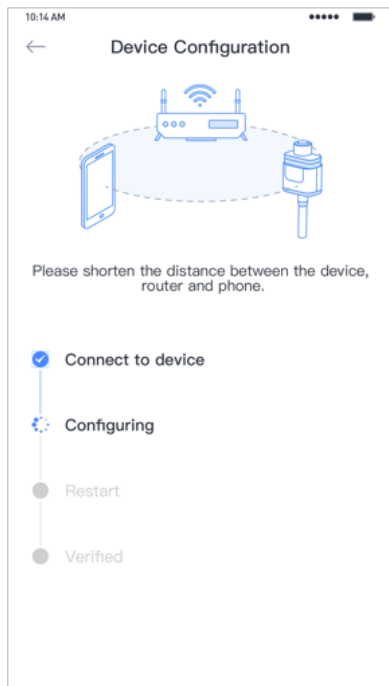 10:14 AM
Device Configuration
Please shorten the distance between the device,
router and phone.
Connect to device
Configuring
Restart
Verified